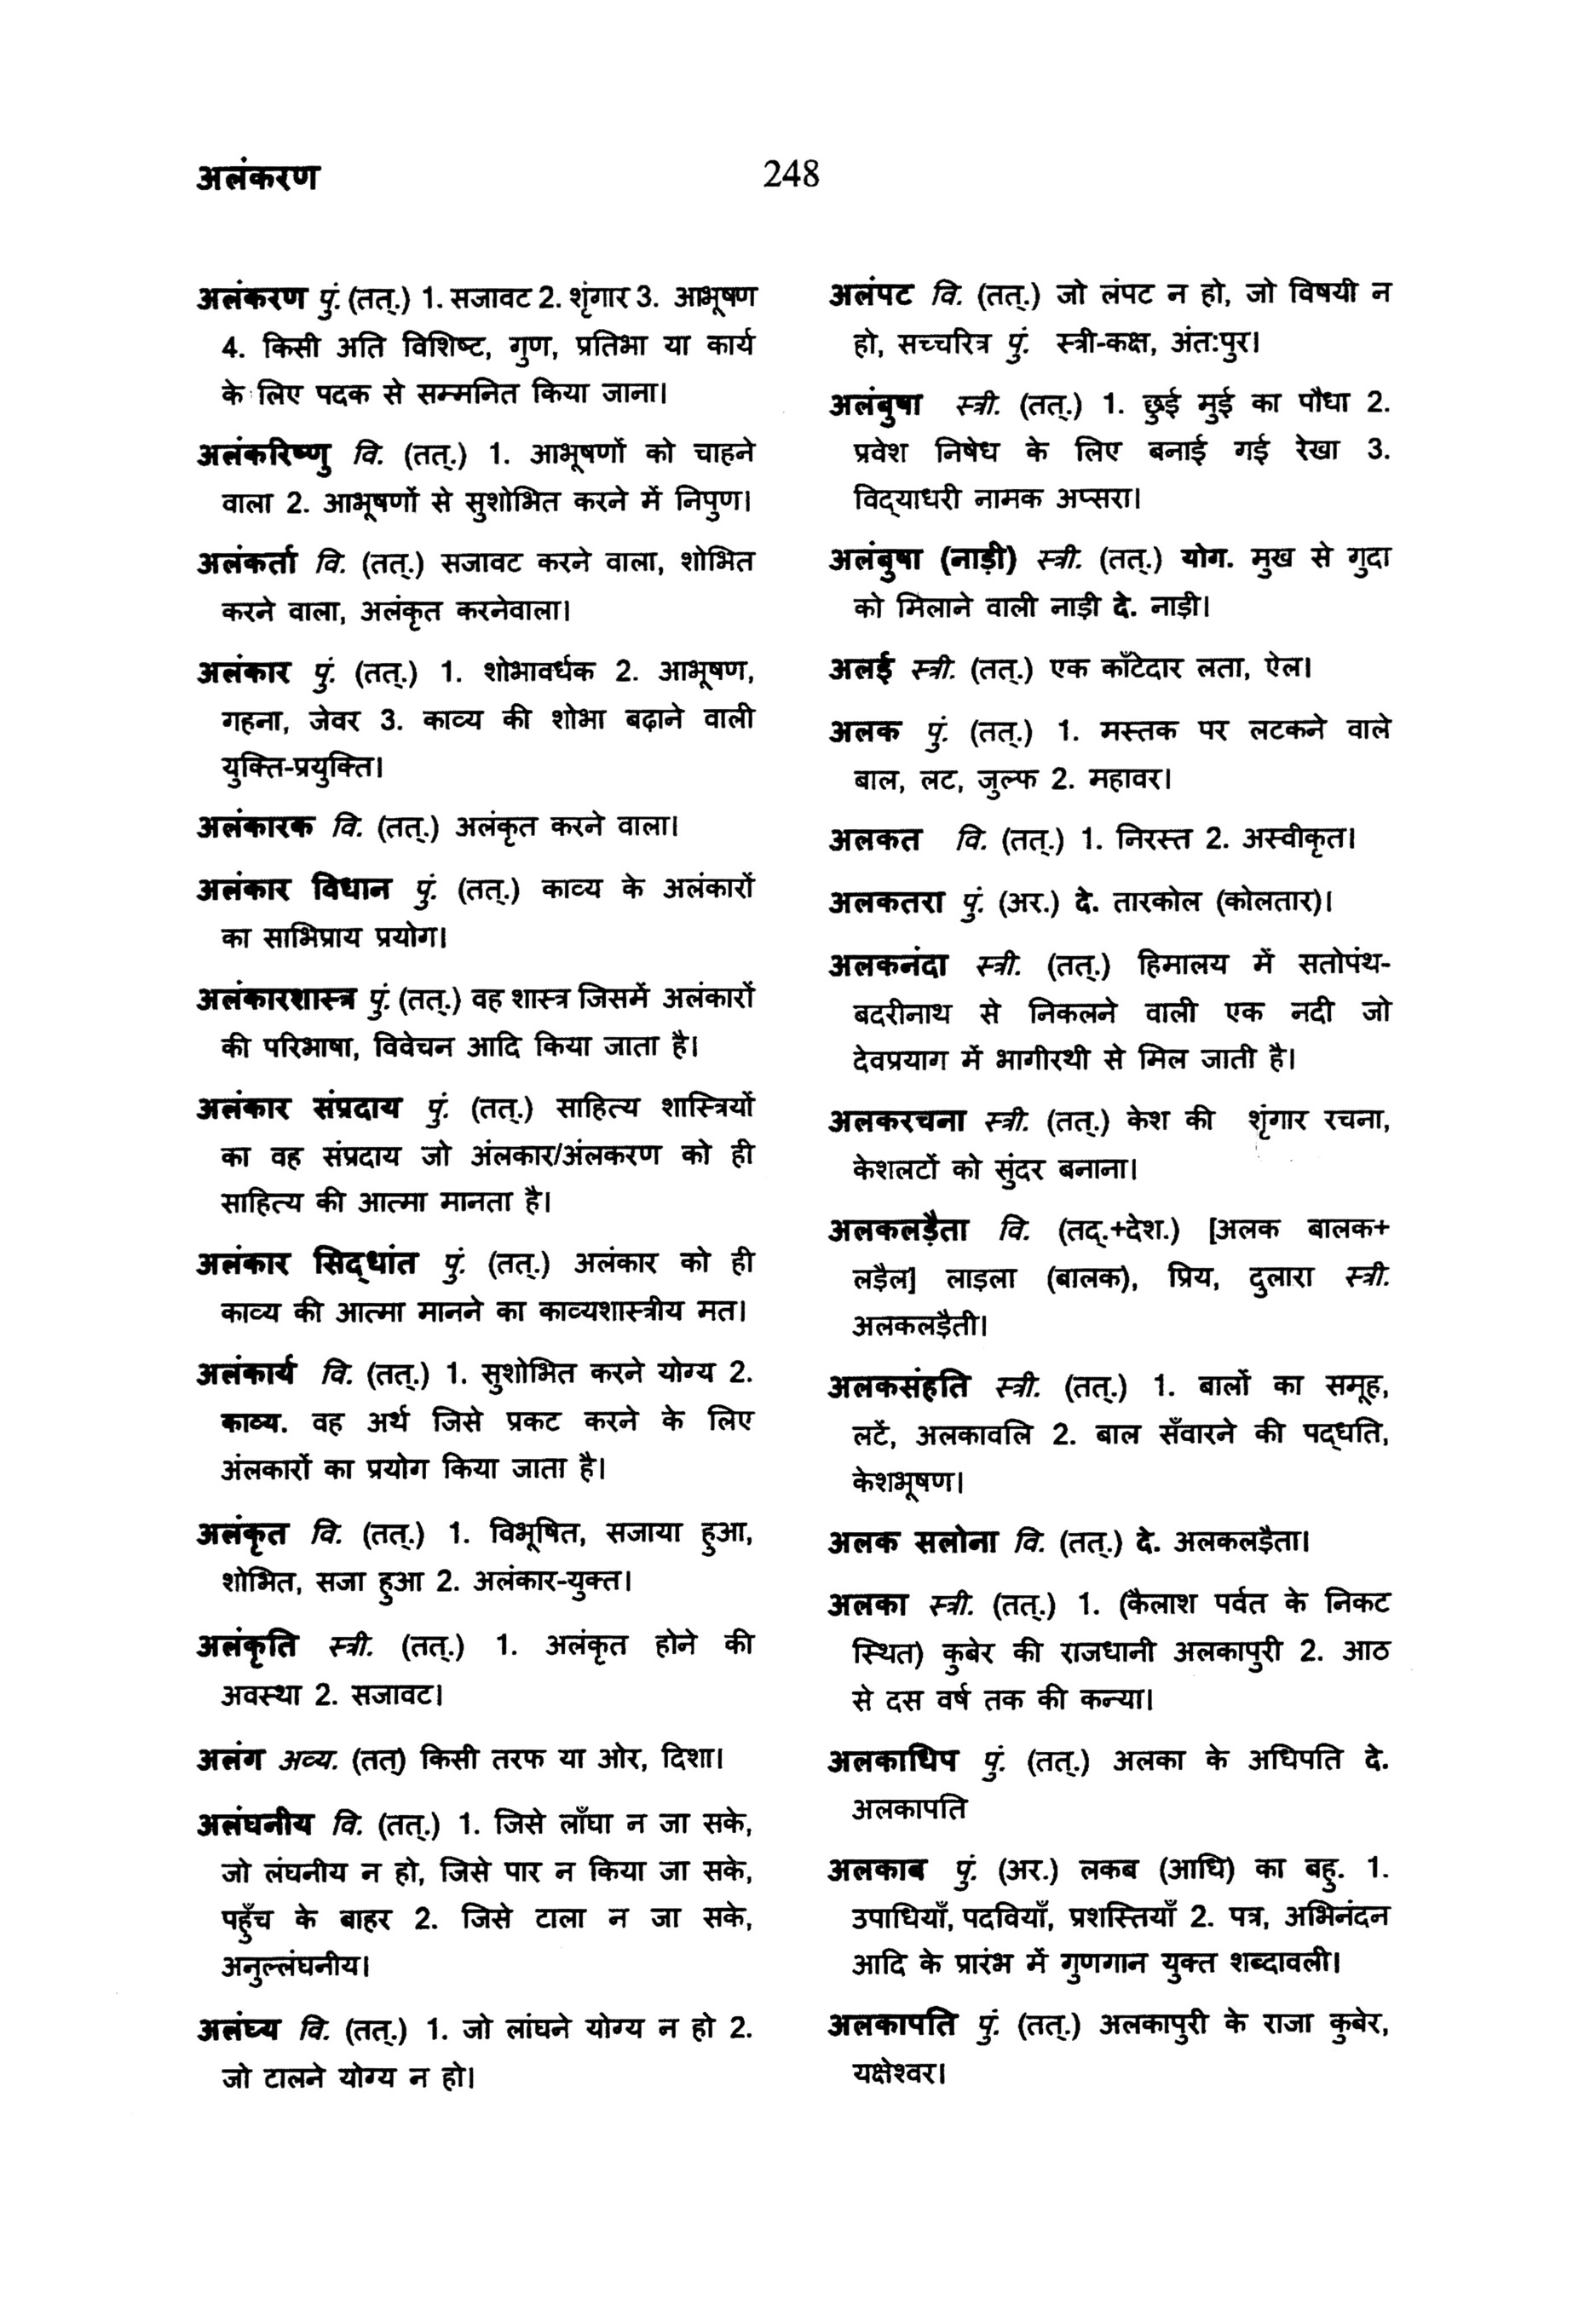 अलंकरण
248
अलंकरण पुं. (तत्.) 1. सजावट 2. शृंगार 3. आभूषण
4. किसी अति विशिष्ट, गुण, प्रतिभा या कार्य
के लिए पदक से सम्मनित किया जाना।
अलंकरिष्णु वि. (तत्.) 1. आभूषणों को चाहने
वाला 2. आभूषणों से सुशोभित करने में निपुण।
अलंकर्ता वि. (तत्.) सजावट करने वाला, शोभित
करने वाला, अलंकृत करनेवाला।
अलंकार पुं. (तत्.) 1. शोभावर्धक 2. आभूषण,
गहना, जेवर 3. काव्य की शोभा बढ़ाने वाली
युक्ति-प्रयुक्ति।
अलंकारक वि. (तत्.) अलंकृत करने वाला।
अलंकार विधान पुं. (तत्.) काव्य के अलंकारों
का साभिप्राय प्रयोग।
अलंकारशास्त्र पुं. (तत्.) वह शास्त्र जिसमें अलंकारों
की परिभाषा, विवेचन आदि किया जाता है।
अलंकार संप्रदाय पुं. (तत्.) साहित्य शास्त्रियों
का वह संप्रदाय जो अंलकार/अंलकरण को ही
साहित्य की आत्मा मानता है।
अलंकार सिद्धांत पुं. (तत्.) अलंकार को ही
काव्य की आत्मा मानने का काव्यशास्त्रीय मत।
अलंकार्य वि. (तत्.) 1. सुशोभित करने योग्य 2.
काव्य. वह अर्थ जिसे प्रकट करने के लिए
अंलकारों का प्रयोग किया जाता है।
अलंकृत वि. (तत्.) 1. विभूषित, सजाया हुआ,
शोभित, सजा हुआ 2. अलंकार-युक्त।
अलंकृति स्त्री. (तत्.) 1. अलंकृत होने की
अवस्था 2. सजावट।
अलंग अव्य. (तत्) किसी तरफ या ओर, दिशा।
अलंघनीय वि. (तत्.) 1. जिसे लाँघा न जा सके,
जो लंघनीय न हो, जिसे पार न किया जा सके,
पहुँच के बाहर 2. जिसे टाला न जा सके,
अनुल्लंघनीय।
अलंघ्य वि. (तत्.) 1. जो लांघने योग्य न हो 2.
जो टालने योग्य न हो।
अलंपट वि. (तत्.) जो लंपट न हो, जो विषयी न
हो, सच्चरित्र पुं. स्त्री-कक्ष, अंत:पुर।
अलंबुषा स्त्री. (तत्.) 1. छुई मुई का पौधा 2.
प्रवेश निषेध के लिए बनाई गई रेखा 3.
विद्याधरी नामक अप्सरा।
अलंबुषा (नाड़ी) स्त्री. (तत्.) योग. मुख से गुदा
को मिलाने वाली नाड़ी दे. नाड़ी।
अलई स्त्री. (तत्.) एक काँटेदार लता, ऐल।
अलक पुं. (तत्.) 1. मस्तक पर लटकने वाले
बाल, लट, जुल्फ 2. महावर।
अलकत वि. (तत्.) 1. निरस्त 2. अस्वीकृत।
अलकतरा पुं. (अर.) दे. तारकोल (कोलतार)।
अलकनंदा स्त्री. (तत्.) हिमालय में सतोपंथ-
बदरीनाथ से निकलने वाली एक नदी जो
देवप्रयाग में भागीरथी से मिल जाती है।
अलकरचना स्त्री. (तत्.) केश की शृंगार रचना,
केशलटों को सुंदर बनाना।
अलकलड़ैता वि. (तद्.+देश.) [अलक बालक+
लड़ैल] लाड़ला (बालक), प्रिय, दुलारा स्त्री.
अलकलड़ैती।
अलकसंहति स्त्री. (तत्.) 1. बालों का समूह,
लटें, अलकावलि 2. बाल सँवारने की पद्धति,
केशभूषण।
अलक सलोना वि. (तत्.) दे. अलकलड़ैता।
अलका स्त्री. (तत्.) 1. (कैलाश पर्वत के निकट
स्थित) कुबेर की राजधानी अलकापुरी 2. आठ
से दस वर्ष तक की कन्या।
अलकाधिप पुं. (तत्.) अलका के अधिपति दे.
अलकापति
अलकाब पुं. (अर.) लकब (आधि) का बहु. 1.
उपाधियाँ, पदवियाँ, प्रशस्तियाँ 2. पत्र, अभिनंदन
आदि के प्रारंभ में गुणगान युक्त शब्दावली।
अलकापति पुं. (तत्.) अलकापुरी के राजा कुबेर,
यक्षेश्वर।